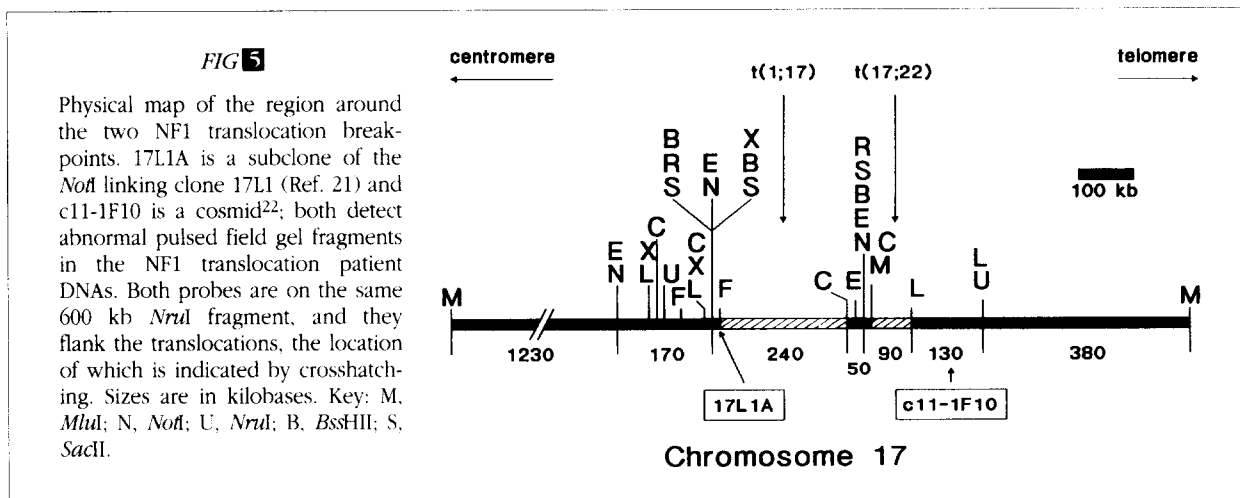 FIG 5
Physical map of the region around
the two NF1 translocation break-
points. 17L1A is a subclone of the
NotI linking clone 17L1 (Ref. 21) and
c11-1F10 is a cosmid22; both detect
abnormal pulsed field gel fragments
in the NF1 translocation patient
DNAs. Both probes are on the same
600 kb NruI fragment, and they
flank the translocations, the location
of which is indicated by crosshatch-
ing. Sizes are in kilobases. Key: M,
MluI; N, NotI; U, NruI; B, BssHII; S,
SacII.
centromere
telomere
t(1;17)
t(17;22)
B
R
S
E
N
X
B
S
R
S
B
E
N
100 kb
E
N
X
L
C
U
F
C
X
L
F
C
E
C
M
L
L
U
M
M
1230
170
240
50
90
130
380
17L1A
c11-1F10
Chromosome 17